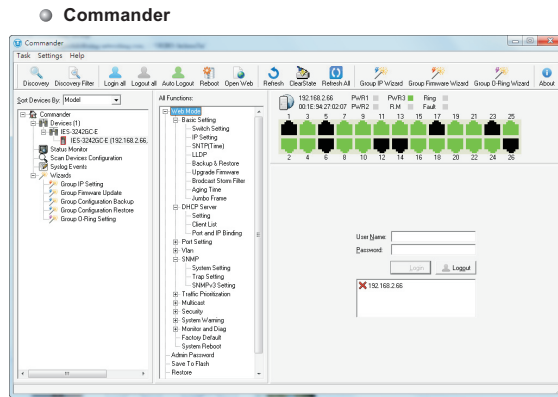 Commander
Commander
Task Settings Help
Discovery Discovery Filter Login all Logout all Auto Logout Reboot Open Web Refresh ClearState Refresh All Group IP Wizard Group Firmware Wizard Group O-Ring Wizard About
Sort Devices By: Model
Commander
Devices (1)
IES-3242GC-E
IES-3242GC-E (192.168.2.66,
Status Monitor
Scan Devices Configuration
Syslog Events
Wizards
Group IP Setting
Group Firmware Update
Group Configuration Backup
Group Configuration Restore
Group O-Ring Setting
All Functions:
Web Mode
Basic Setting
Switch Setting
IP Setting
SNTP(Time)
LLDP
Backup & Restore
Upgrade Firmware
Brodcast Storm Filter
Aging Time
Jumbo Frame
DHCP Server
Setting
Client List
Port and IP Binding
Port Setting
Vlan
SNMP
System Setting
Trap Setting
SNMPv3 Setting
Traffic Prioritization
Multicast
Security
System Warning
Monitor and Diag
Factory Default
System Reboot
Admin Password
Save To Flash
Restore
192.168.2.66 PWR1 PWR3 Ring
00:1E:94:27:02:07 PWR2 R.M Fault
1 3 5 7 9 11 13 15 17 19 21 23 25
2 4 6 8 10 12 14 16 18 20 22 24 26
User Name:
Password:
Login Logout
192.168.2.66